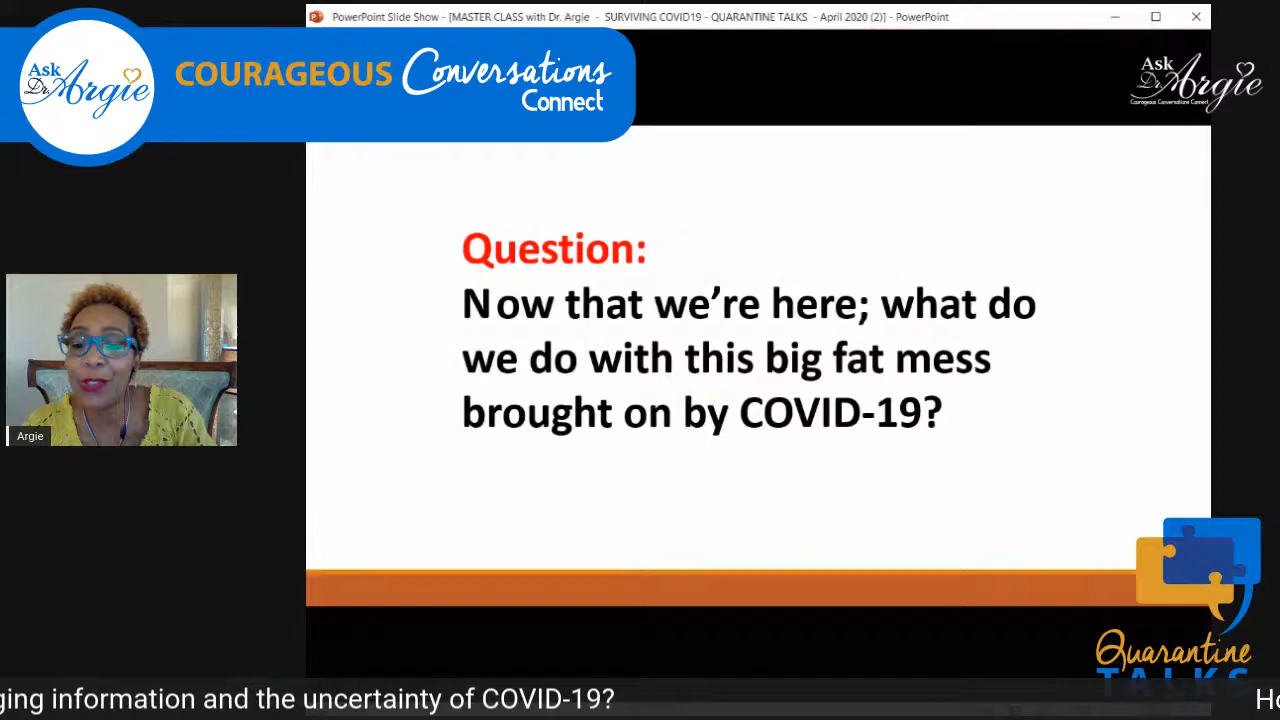 PowerPoint Slide Show - [MASTER CLASS with Dr. Argie - SURVIVING COVID19 - QUARANTINE TALKS - April 2020 (2)] - PowerPoint
Ask
Dr. Argie
COURAGEOUS Conversations
Connect
Ask
Dr. Argie
Courageous Conversations Connect
Question:
Now that we’re here; what do
we do with this big fat mess
brought on by COVID-19?
Argie
Quarantine
TALKS
ging information and the uncertainty of COVID-19?
Ho